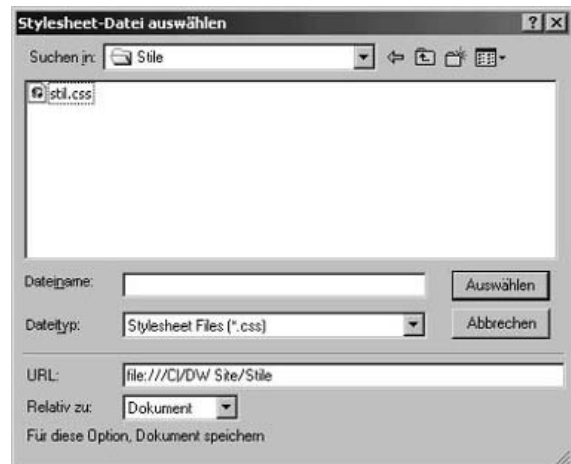 Stylesheet-Datei auswählen
Suchen in: Stile
stil.css
Dateiname: Auswählen
Dateityp: Stylesheet Files (*.css) Abbrechen
URL: file:///C|/DW Site/Stile
Relativ zu: Dokument
Für diese Option, Dokument speichern